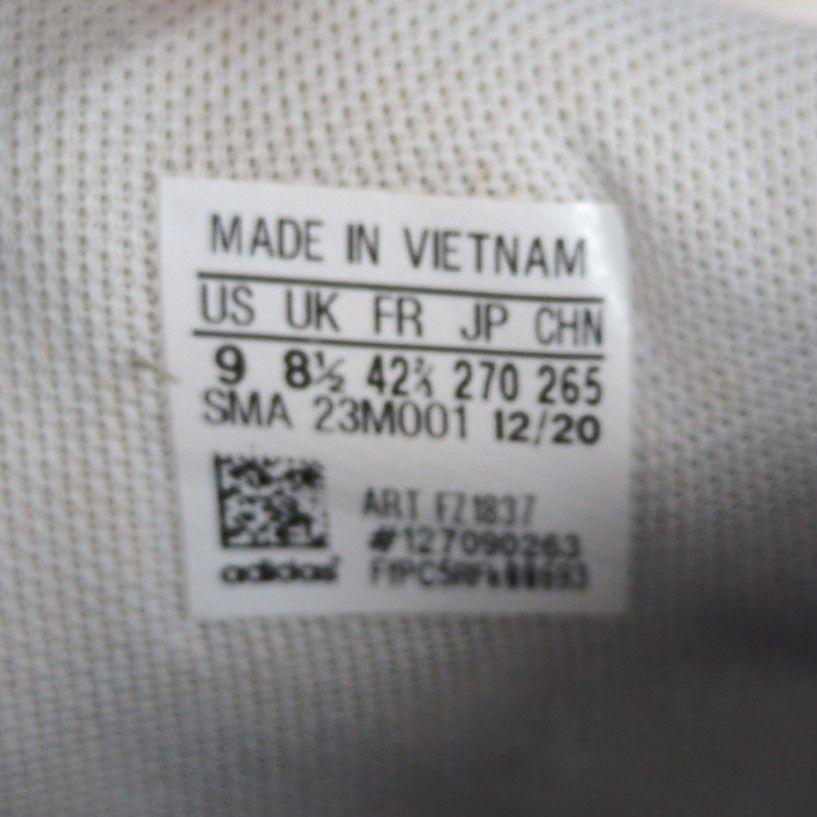 MADE IN VIETNAM
US UK FR JP CHN
9 8½ 42⅔ 270 265
SMA 23M001 12/20
ART FZ1837
#127090263
adidas